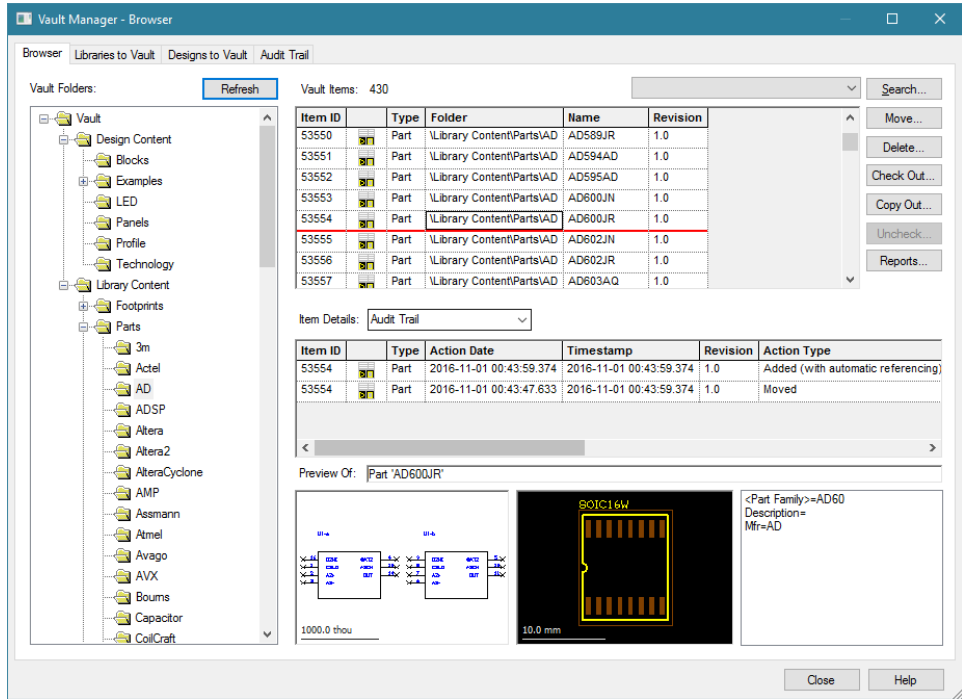 Vault Manager - Browser
Browser Libraries to Vault Designs to Vault Audit Trail
Vault Folders: Refresh Vault Items: 430 Search...
Vault
Design Content
Blocks
Examples
LED
Panels
Profile
Technology
Library Content
Footprints
Parts
3m
Actel
AD
ADSP
Altera
Altera2
AlteraCyclone
AMP
Assmann
Atmel
Avago
AVX
Bourns
Capacitor
CoilCraft
Item ID Type Folder Name Revision
53550 Part \Library Content\Parts\AD AD589JR 1.0
53551 Part \Library Content\Parts\AD AD594AD 1.0
53552 Part \Library Content\Parts\AD AD595AD 1.0
53553 Part \Library Content\Parts\AD AD600JN 1.0
53554 Part \Library Content\Parts\AD AD600JR 1.0
53555 Part \Library Content\Parts\AD AD602JN 1.0
53556 Part \Library Content\Parts\AD AD602JR 1.0
53557 Part \Library Content\Parts\AD AD603AQ 1.0
Move...
Delete...
Check Out...
Copy Out...
Uncheck...
Reports...
Item Details: Audit Trail
Item ID Type Action Date Timestamp Revision Action Type
53554 Part 2016-11-01 00:43:59.374 2016-11-01 00:43:59.374 1.0 Added (with automatic referencing)
53554 Part 2016-11-01 00:43:47.633 2016-11-01 00:43:59.374 1.0 Moved
Preview Of: Part 'AD600JR'
U1-a U1-b
1000.0 thou
SOIC16W
10.0 mm
<Part Family>=AD60
Description=
Mfr=AD
Close Help